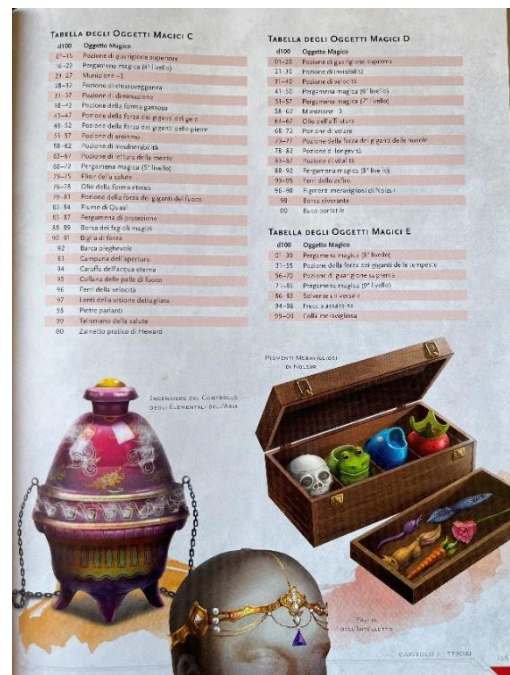 Tabella degli Oggetti Magici C
d100 Oggetto Magico
01–15 Pozione di guarigione superiore
16–22 Pergamena magica (4° livello)
23–27 Munizione +2
28–32 Pozione di chiaroveggenza
33–37 Pozione di diminuzione
38–42 Pozione della forma gassosa
43–47 Pozione della forza dei giganti del gelo
48–52 Pozione della forza dei giganti delle pietre
53–57 Pozione di eroismo
58–62 Pozione di invulnerabilità
63–67 Pozione di lettura della mente
68–72 Pergamena magica (5° livello)
73–75 Elisir della salute
76–78 Olio della forma eterea
79–81 Pozione della forza dei giganti del fuoco
82–84 Piume di Quaal
85–87 Pergamena di protezione
88–89 Borsa dei fagioli magici
90–91 Biglia di forza
92 Barca pieghevole
93 Campana dell'apertura
94 Caraffa dell'acqua eterna
95 Collana delle palle di fuoco
96 Ferri della velocità
97 Lenti della visione dettagliata
98 Pietre parlanti
99 Talismano della salute
00 Zainetto pratico di Heward
Tabella degli Oggetti Magici D
d100 Oggetto Magico
01–20 Pozione di guarigione suprema
21–30 Pozione di invisibilità
31–40 Pozione di velocità
41–50 Pergamena magica (6° livello)
51–57 Pergamena magica (7° livello)
58–62 Munizione +3
63–67 Olio dell'affilatura
68–72 Pozione di volare
73–77 Pozione della forza dei giganti delle nuvole
78–82 Pozione di longevità
83–87 Pozione di vitalità
88–92 Pergamena magica (8° livello)
93–95 Ferri dello zefiro
96–98 Pigmenti meravigliosi di Nolzur
99 Borsa divorante
00 Buco portatile
Tabella degli Oggetti Magici E
d100 Oggetto Magico
01–30 Pergamena magica (8° livello)
31–55 Pozione della forza dei giganti delle tempeste
56–70 Pozione di guarigione suprema
71–85 Pergamena magica (9° livello)
86–93 Solvente universale
94–98 Freccia assassina
99–00 Colla meravigliosa
Pigmenti Meravigliosi
di Nolzur
Incensiere del Controllo
degli Elementali dell'Aria
dell'Intelletto
Capitolo 7 | Tesori